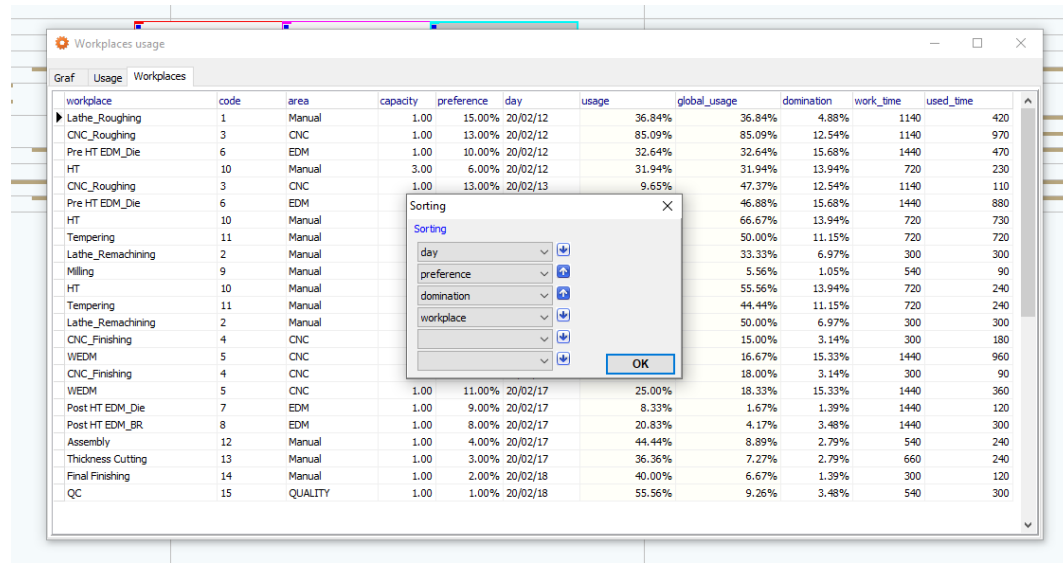 Workplaces usage
Graf Usage Workplaces
workplace code area capacity preference day usage global_usage domination work_time used_time
Lathe_Roughing 1 Manual 1.00 15.00% 20/02/12 36.84% 36.84% 4.88% 1140 420
CNC_Roughing 3 CNC 1.00 13.00% 20/02/12 85.09% 85.09% 12.54% 1140 970
Pre HT EDM_Die 6 EDM 1.00 10.00% 20/02/12 32.64% 32.64% 15.68% 1440 470
HT 10 Manual 3.00 6.00% 20/02/12 31.94% 31.94% 13.94% 720 230
CNC_Roughing 3 CNC 1.00 13.00% 20/02/13 9.65% 47.37% 12.54% 1140 110
Pre HT EDM_Die 6 EDM 46.88% 15.68% 1440 880
HT 10 Manual 66.67% 13.94% 720 730
Tempering 11 Manual 50.00% 11.15% 720 720
Lathe_Remachining 2 Manual 33.33% 6.97% 300 300
Milling 9 Manual 5.56% 1.05% 540 90
HT 10 Manual 55.56% 13.94% 720 240
Tempering 11 Manual 44.44% 11.15% 720 240
Lathe_Remachining 2 Manual 50.00% 6.97% 300 300
CNC_Finishing 4 CNC 15.00% 3.14% 300 180
WEDM 5 CNC 16.67% 15.33% 1440 960
CNC_Finishing 4 CNC 18.00% 3.14% 300 90
WEDM 5 CNC 1.00 11.00% 20/02/17 25.00% 18.33% 15.33% 1440 360
Post HT EDM_Die 7 EDM 1.00 9.00% 20/02/17 8.33% 1.67% 1.39% 1440 120
Post HT EDM_BR 8 EDM 1.00 8.00% 20/02/17 20.83% 4.17% 3.48% 1440 300
Assembly 12 Manual 1.00 4.00% 20/02/17 44.44% 8.89% 2.79% 540 240
Thickness Cutting 13 Manual 1.00 3.00% 20/02/17 36.36% 7.27% 2.79% 660 240
Final Finishing 14 Manual 1.00 2.00% 20/02/18 40.00% 6.67% 1.39% 300 120
QC 15 QUALITY 1.00 1.00% 20/02/18 55.56% 9.26% 3.48% 540 300
Sorting
Sorting
day
preference
domination
workplace
OK